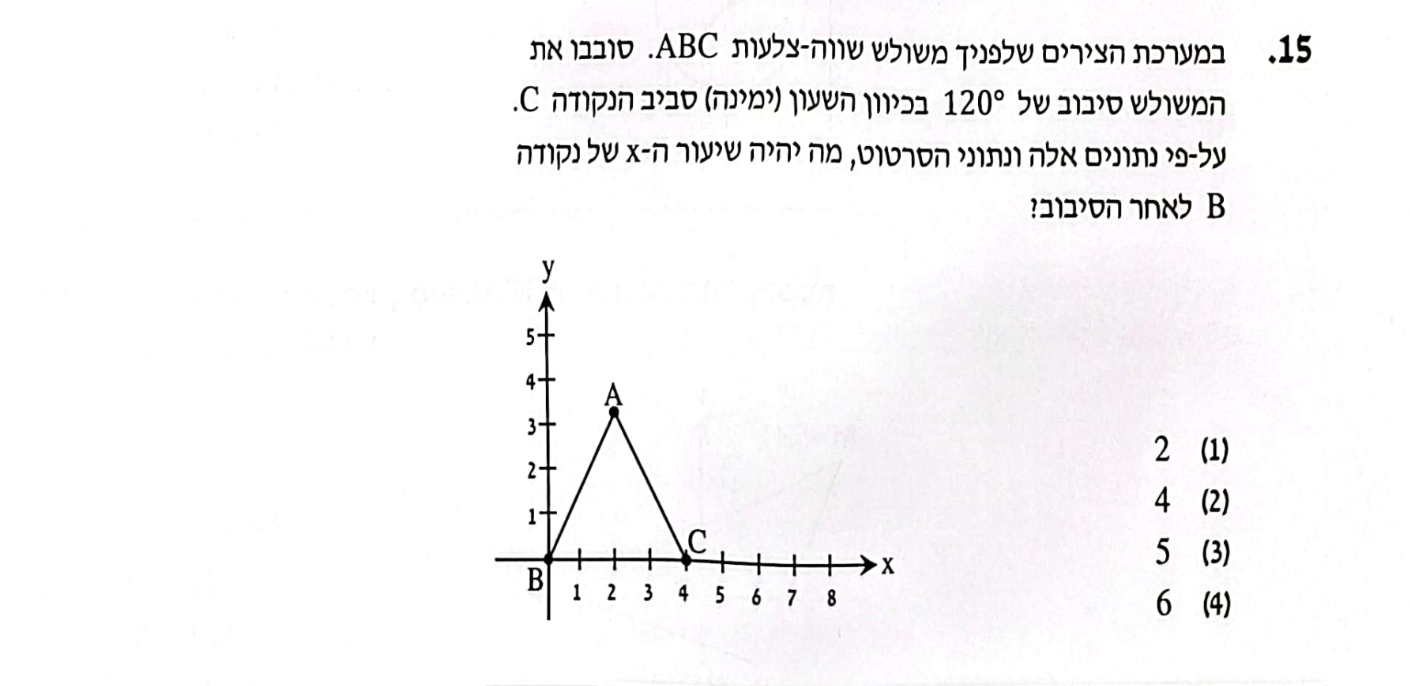 15. במערכת הצירים שלפניך משולש שווה-צלעות ABC. סובבו את
המשולש סיבוב של 120° בכיוון השעון (ימינה) סביב הנקודה C.
על-פי נתונים אלה ונתוני הסרטוט, מה יהיה שיעור ה-x של נקודה
B לאחר הסיבוב?
y
5
4
A
3
2
1
C
x
B
1 2 3 4 5 6 7 8
(1) 2
(2) 4
(3) 5
(4) 6